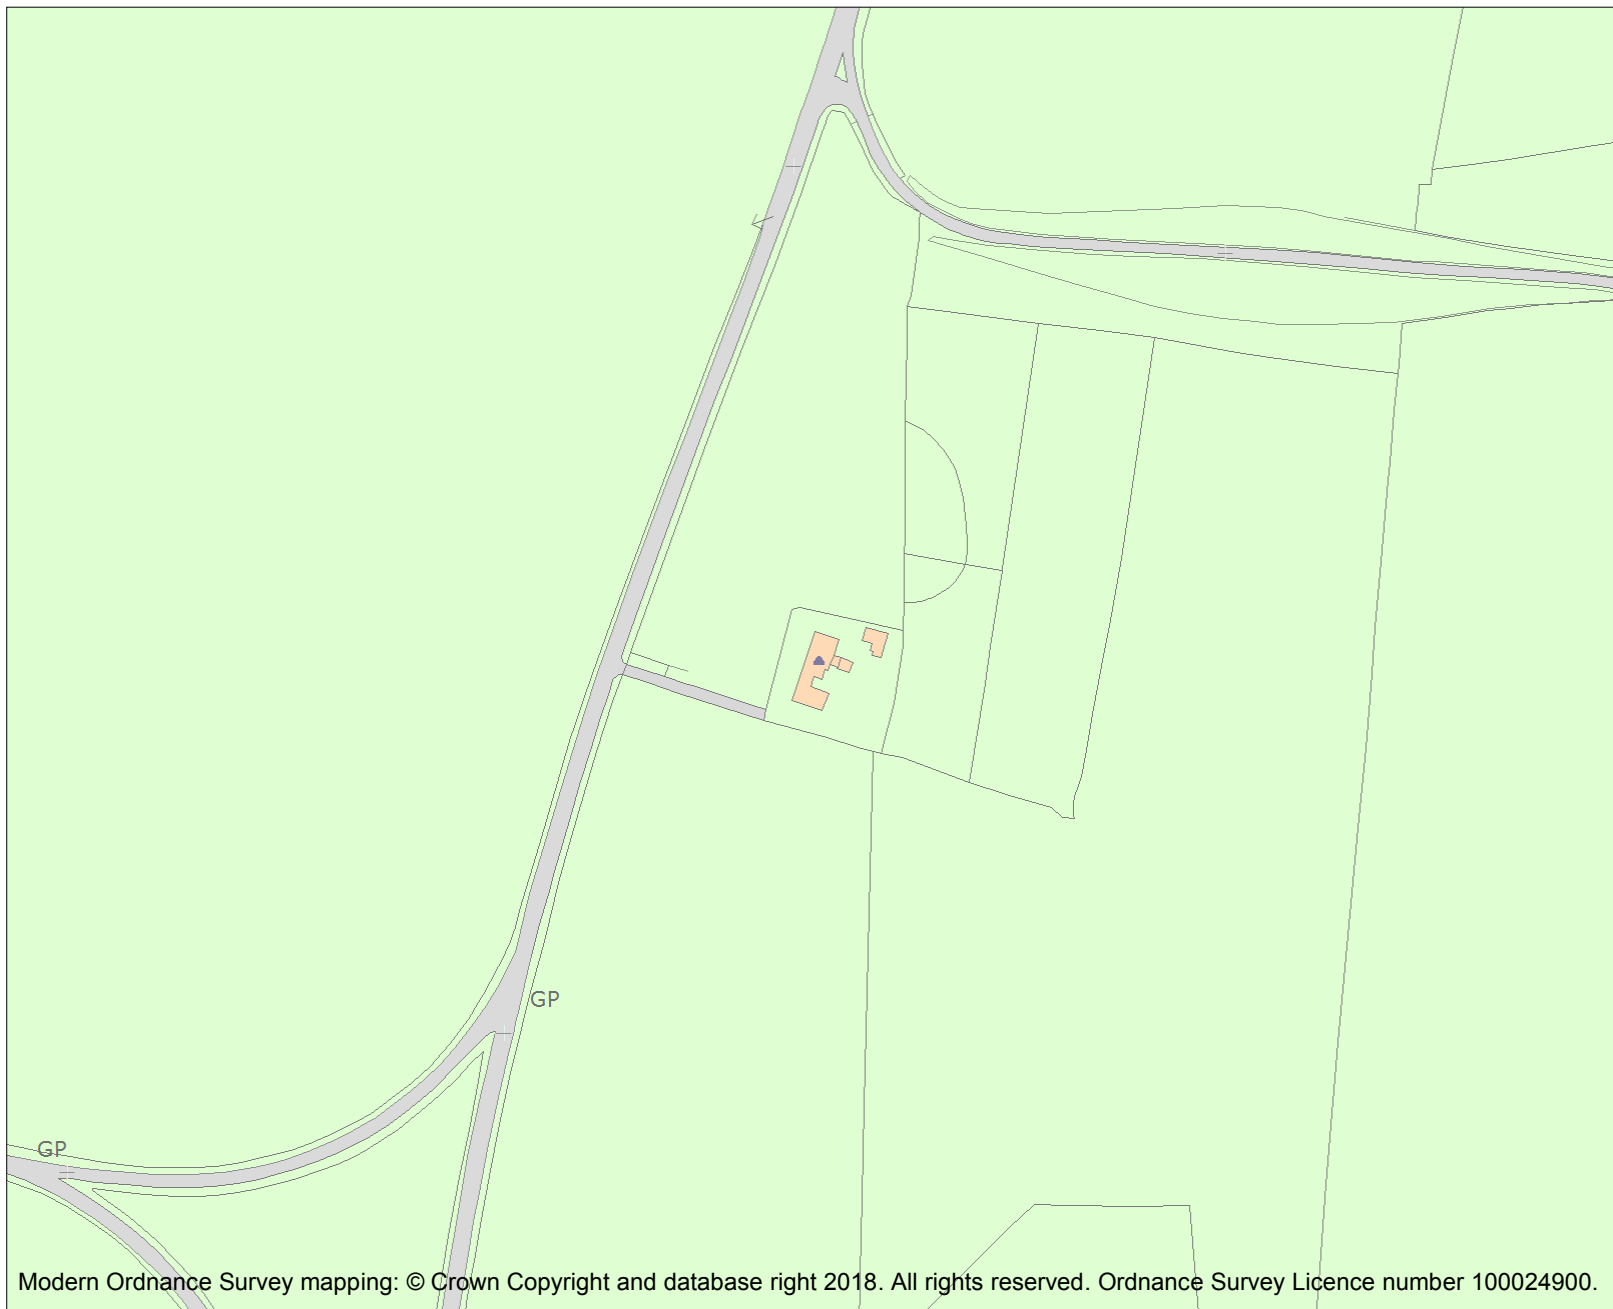 GP
GP
Modern Ordnance Survey mapping: © Crown Copyright and database right 2018. All rights reserved. Ordnance Survey Licence number 100024900.